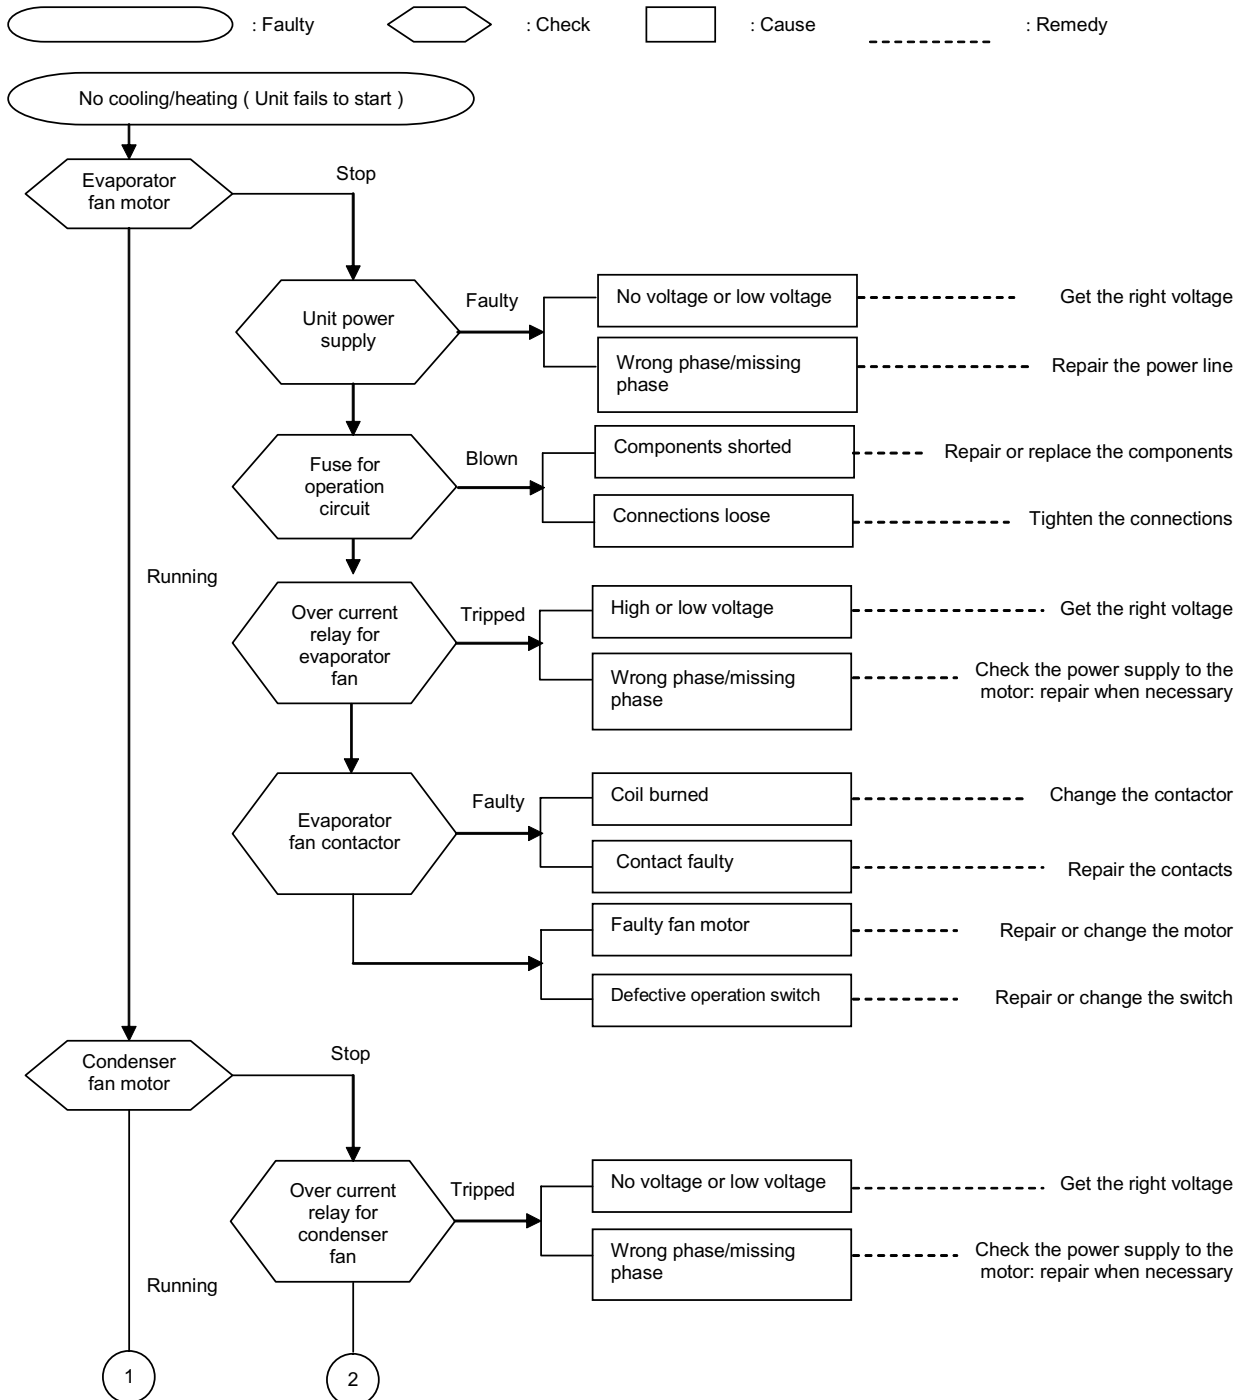 : Faulty
: Check
: Cause
: Remedy
No cooling/heating ( Unit fails to start )
Evaporator
fan motor
Stop
Unit power
supply
Faulty
No voltage or low voltage
Get the right voltage
Wrong phase/missing
phase
Repair the power line
Fuse for
operation
circuit
Blown
Components shorted
Repair or replace the components
Connections loose
Tighten the connections
Running
Over current
relay for
evaporator
fan
Tripped
High or low voltage
Get the right voltage
Wrong phase/missing
phase
Check the power supply to the
motor: repair when necessary
Evaporator
fan contactor
Faulty
Coil burned
Change the contactor
Contact faulty
Repair the contacts
Faulty fan motor
Repair or change the motor
Defective operation switch
Repair or change the switch
Condenser
fan motor
Stop
Over current
relay for
condenser
fan
Tripped
No voltage or low voltage
Get the right voltage
Wrong phase/missing
phase
Check the power supply to the
motor: repair when necessary
Running
1
2